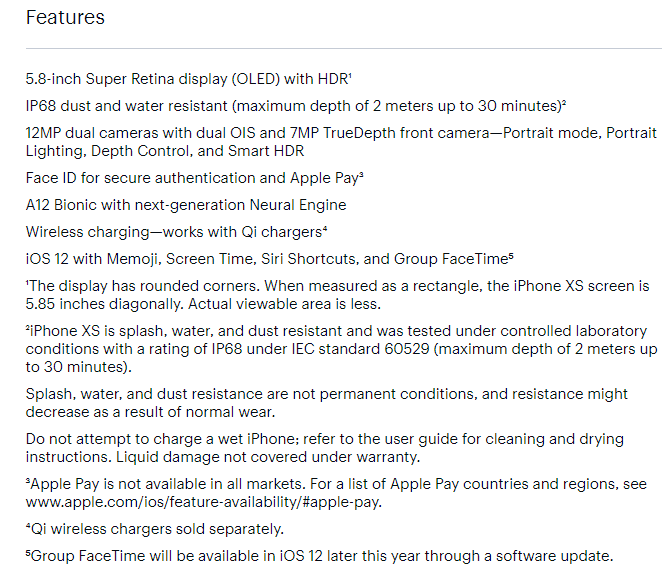 Features
5.8-inch Super Retina display (OLED) with HDR¹
IP68 dust and water resistant (maximum depth of 2 meters up to 30 minutes)²
12MP dual cameras with dual OIS and 7MP TrueDepth front camera—Portrait mode, Portrait
Lighting, Depth Control, and Smart HDR
Face ID for secure authentication and Apple Pay³
A12 Bionic with next-generation Neural Engine
Wireless charging—works with Qi chargers⁴
iOS 12 with Memoji, Screen Time, Siri Shortcuts, and Group FaceTime⁵
¹The display has rounded corners. When measured as a rectangle, the iPhone XS screen is
5.85 inches diagonally. Actual viewable area is less.
²iPhone XS is splash, water, and dust resistant and was tested under controlled laboratory
conditions with a rating of IP68 under IEC standard 60529 (maximum depth of 2 meters up
to 30 minutes).
Splash, water, and dust resistance are not permanent conditions, and resistance might
decrease as a result of normal wear.
Do not attempt to charge a wet iPhone; refer to the user guide for cleaning and drying
instructions. Liquid damage not covered under warranty.
³Apple Pay is not available in all markets. For a list of Apple Pay countries and regions, see
www.apple.com/ios/feature-availability/#apple-pay.
⁴Qi wireless chargers sold separately.
⁵Group FaceTime will be available in iOS 12 later this year through a software update.